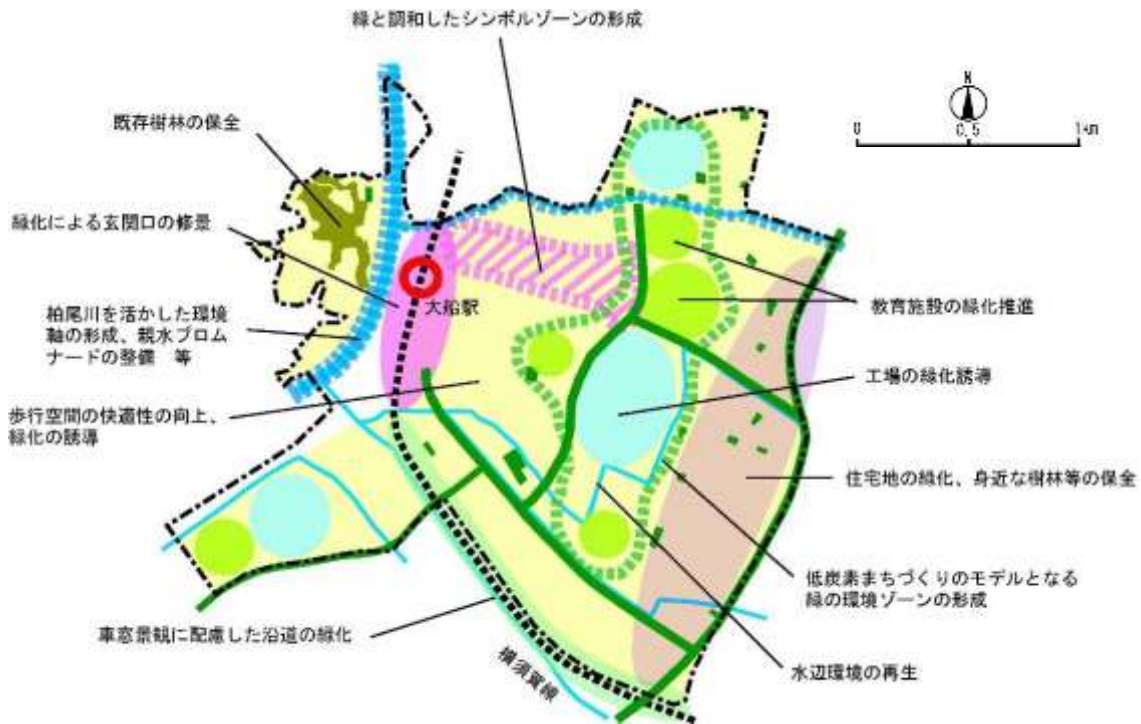 緑と調和したシンボルゾーンの形成
N
0
0.5
1km
既存樹林の保全
緑化による玄関口の修景
大船駅
柏尾川を活かした環境
軸の形成、親水プロム
ナードの整備　等
教育施設の緑化推進
工場の緑化誘導
歩行空間の快適性の向上、
緑化の誘導
住宅地の緑化、身近な樹林等の保全
低炭素まちづくりのモデルとなる
緑の環境ゾーンの形成
車窓景観に配慮した沿道の緑化
横須賀線
水辺環境の再生